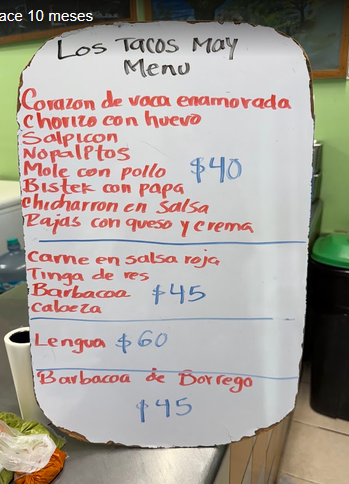 ace 10 meses
Los Tacos May
Menu
Corazon de vaca enamorada
Chorizo con huevo
Salpicon
Nopalitos
Mole con pollo $40
Bistek con papa
chicharron en salsa
Rajas con queso y crema
Carne en salsa roja
Tinga de res
Barbacoa $45
cabeza
Lengua $60
Barbacoa de Borrego
$45